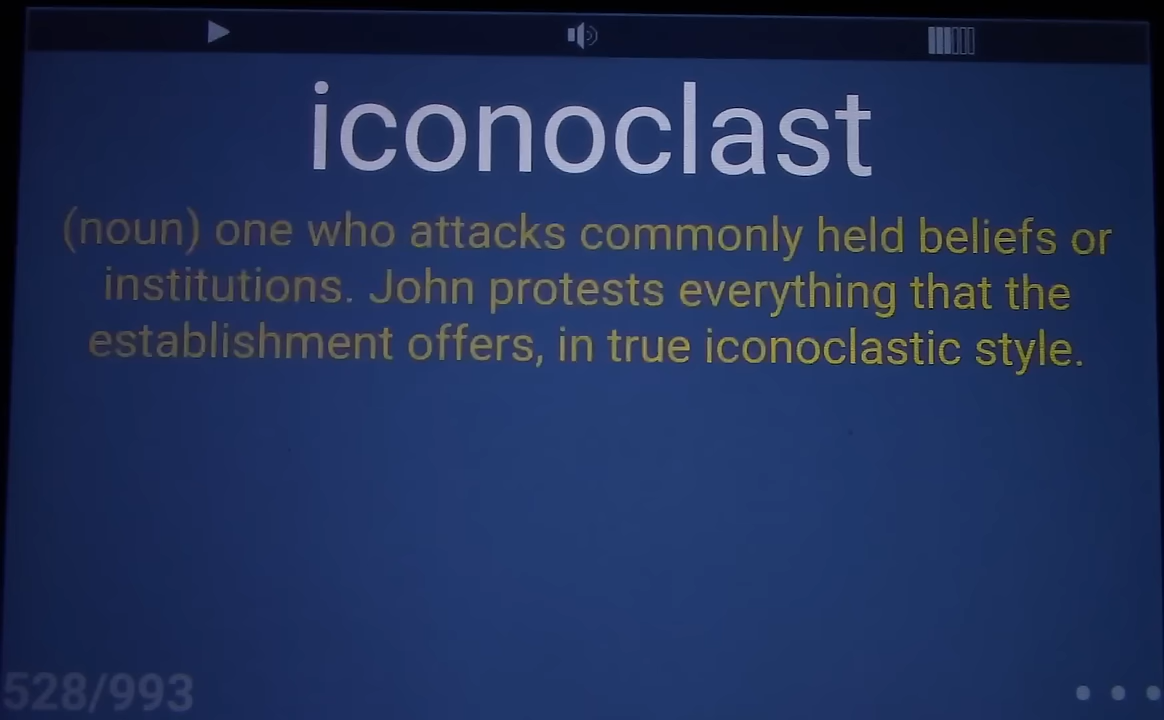 iconoclast
(noun) one who attacks commonly held beliefs or
institutions. John protests everything that the
establishment offers, in true iconoclastic style.
528/993